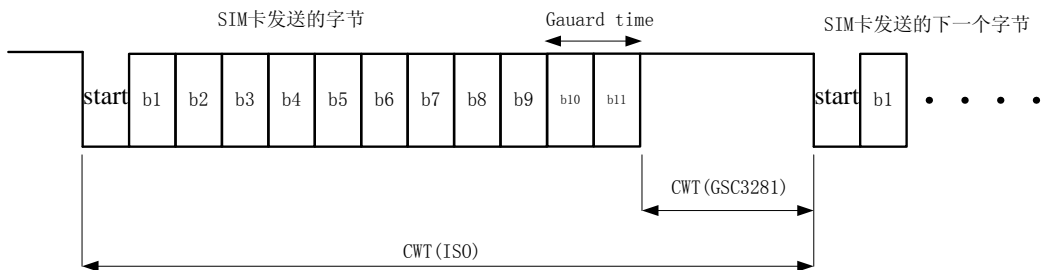 SIM卡发送的字节
Gauard time
SIM卡发送的下一个字节
start b1 b2 b3 b4 b5 b6 b7 b8 b9 b10 b11 start b1
CWT(GSC3281)
CWT(ISO)